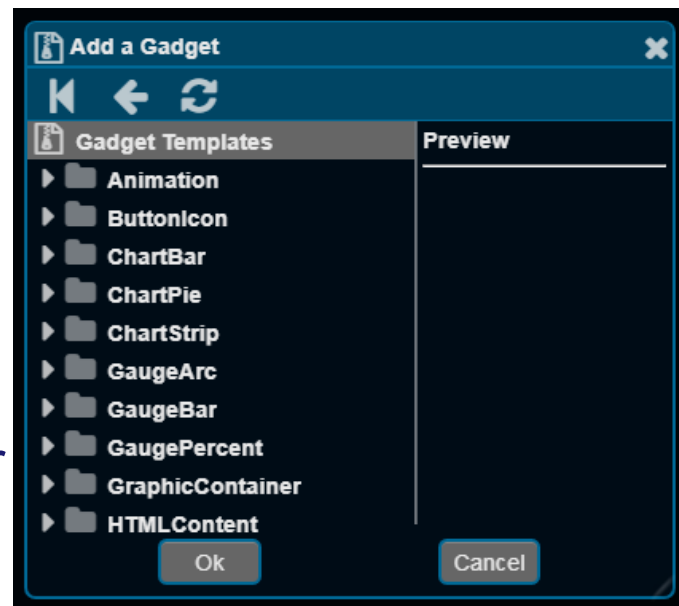 Add a Gadget
Gadget Templates
Preview
Animation
ButtonIcon
ChartBar
ChartPie
ChartStrip
GaugeArc
GaugeBar
GaugePercent
GraphicContainer
HTMLContent
Ok
Cancel